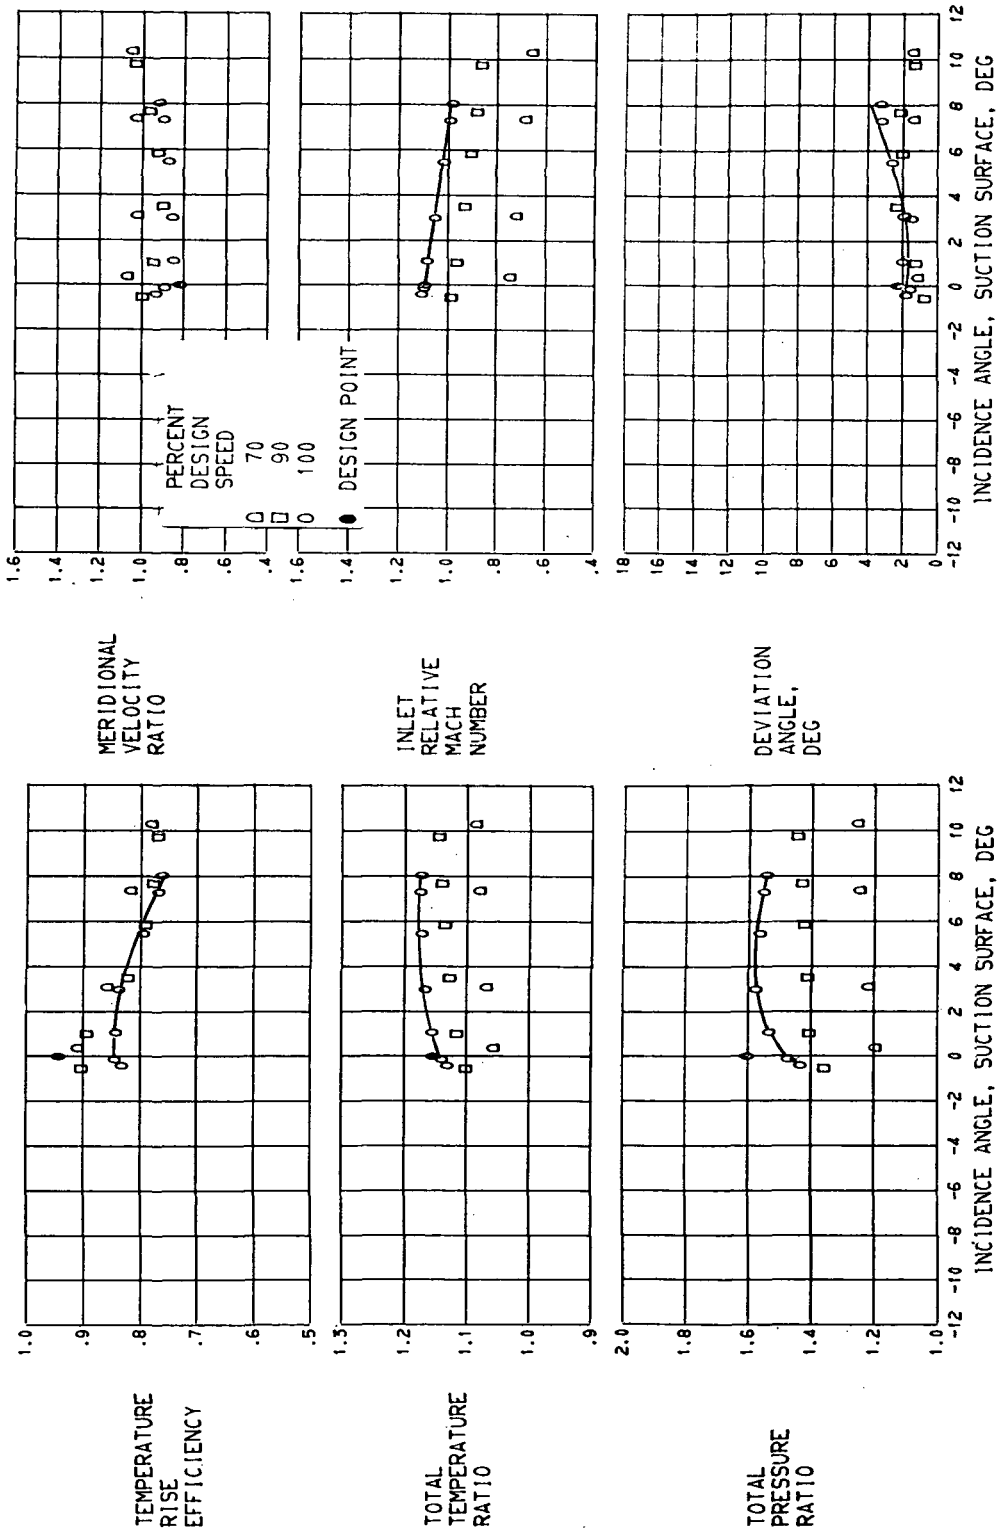 TEMPERATURE
RISE
EFFICIENCY
1.0
.9
.8
.7
.6
.5
TOTAL
TEMPERATURE
RATIO
1.3
1.2
1.1
1.0
.9
TOTAL
PRESSURE
RATIO
2.0
1.8
1.6
1.4
1.2
1.0
-12 -10 -8 -6 -4 -2 0 2 4 6 8 10 12
INCIDENCE ANGLE, SUCTION SURFACE, DEG
MERIDIONAL
VELOCITY
RATIO
1.6
1.4
1.2
1.0
.8
.6
.4
PERCENT
DESIGN
SPEED
70
90
100
DESIGN POINT
INLET
RELATIVE
MACH
NUMBER
1.6
1.4
1.2
1.0
.8
.6
.4
DEVIATION
ANGLE,
DEG
18
16
14
12
10
8
6
4
2
0
-12 -10 -8 -6 -4 -2 0 2 4 6 8 10 12
INCIDENCE ANGLE, SUCTION SURFACE, DEG